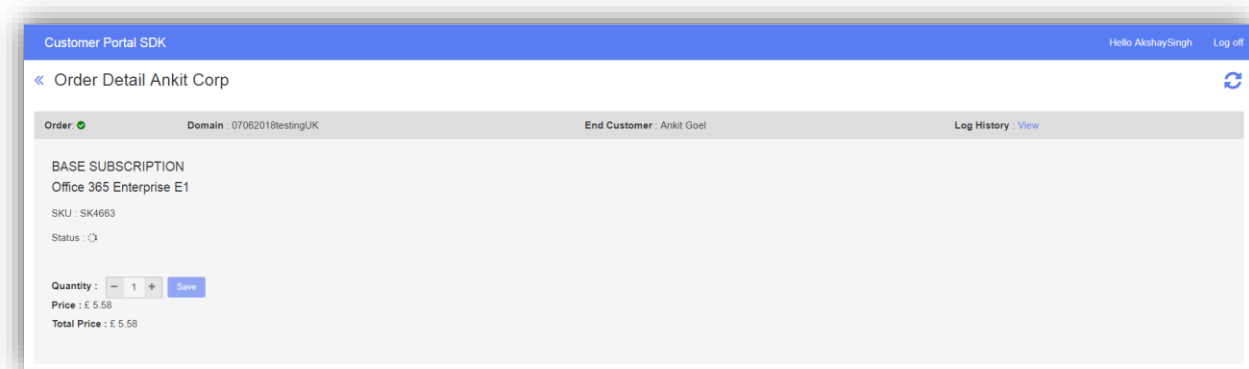 Customer Portal SDK Hello AkshaySingh Log off
« Order Detail Ankit Corp
Order: Domain : 07062018testingUK End Customer : Ankit Goel Log History : View
BASE SUBSCRIPTION
Office 365 Enterprise E1
SKU : SK4663
Status :
Quantity : − 1 + Save
Price : £ 5.58
Total Price : £ 5.58